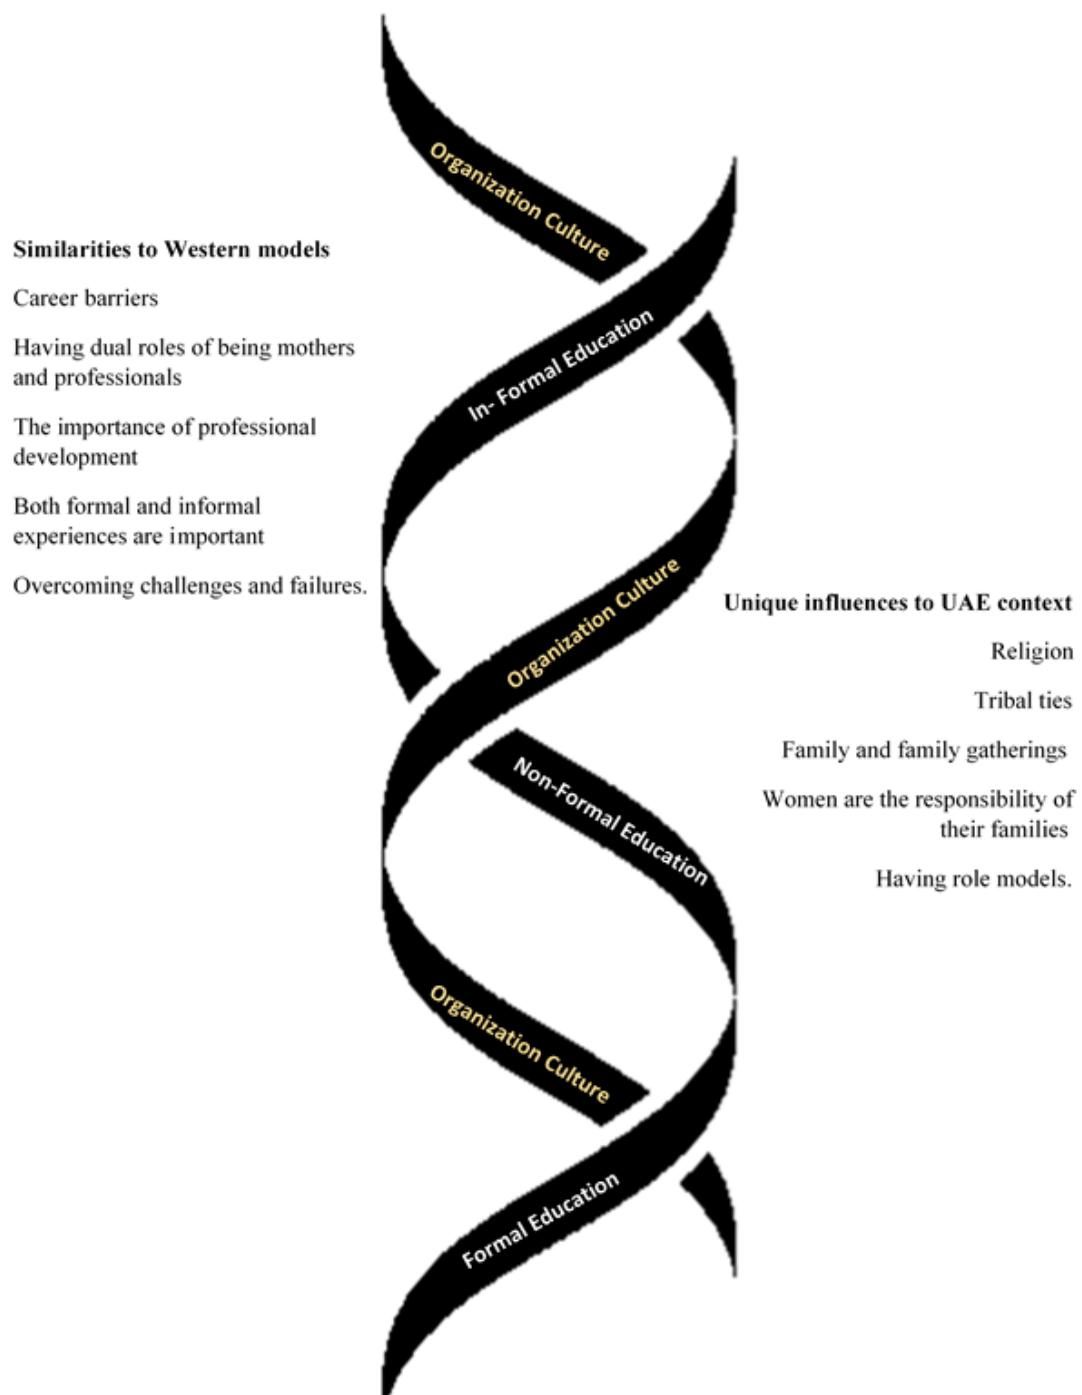 Organization Culture
Similarities to Western models
Career barriers
In- Formal Education
Having dual roles of being mothers
and professionals
The importance of professional
development
Both formal and informal
experiences are important
Overcoming challenges and failures.
Organization Culture
Unique influences to UAE context
Religion
Tribal ties
Family and family gatherings
Non-Formal Education
Women are the responsibility of
their families
Having role models.
Organization Culture
Formal Education